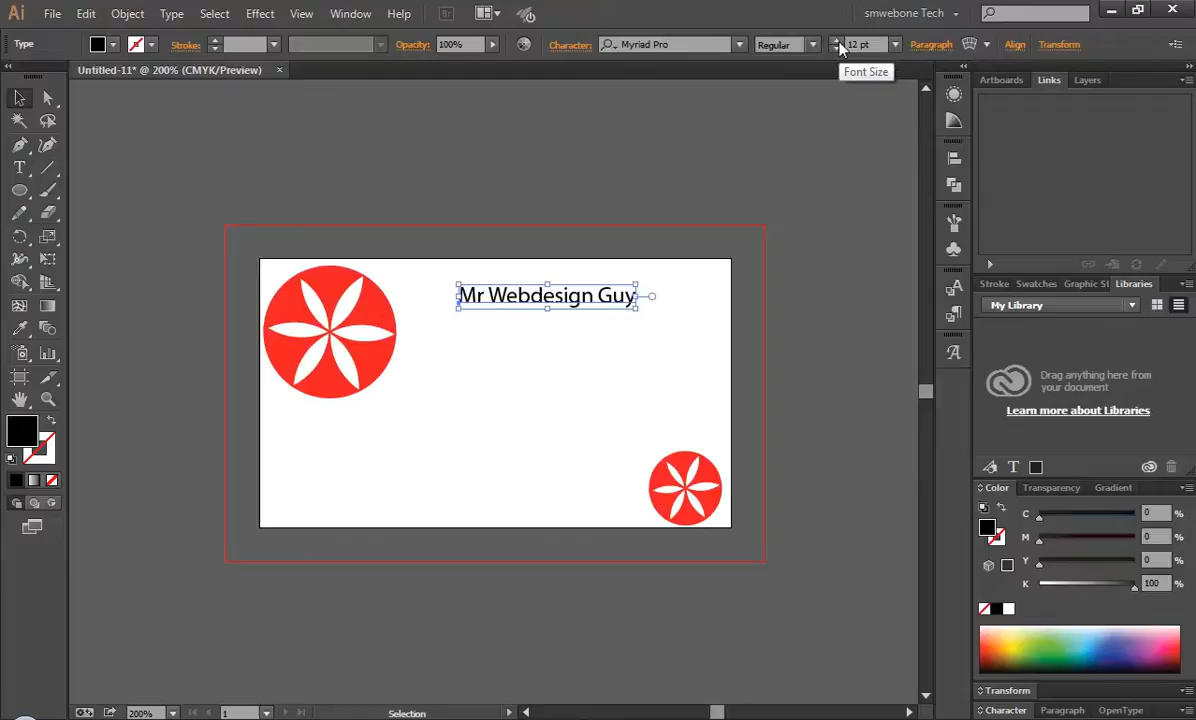 Ai File Edit Object Type Select Effect View Window Help Br smwebone Tech
Type Stroke: Opacity: 100% Character: Myriad Pro Regular 12 pt Paragraph Align Transform
Font Size
Untitled-11* @ 200% (CMYK/Preview) ×
Artboards Links Layers
Mr Webdesign Guy
Stroke Swatches Graphic St Libraries
My Library
Drag anything here from
your document
Learn more about Libraries
Color Transparency Gradient
C 0 %
M 0 %
Y 0 %
K 100 %
Transform
Character Paragraph OpenType
200% 1 Selection